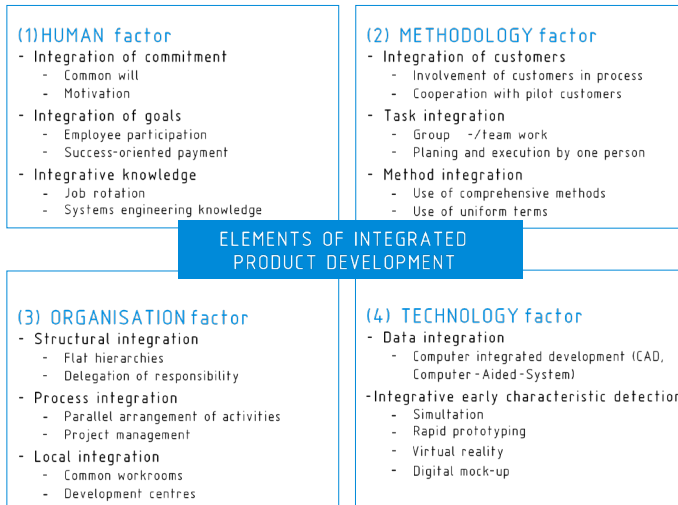 (1)HUMAN factor
- Integration of commitment
- Common will
- Motivation
- Integration of goals
- Employee participation
- Success-oriented payment
- Integrative knowledge
- Job rotation
- Systems engineering knowledge
(2) METHODOLOGY factor
- Integration of customers
- Involvement of customers in process
- Cooperation with pilot customers
- Task integration
- Group -/team work
- Planing and execution by one person
- Method integration
- Use of comprehensive methods
- Use of uniform terms
ELEMENTS OF INTEGRATED
PRODUCT DEVELOPMENT
(3) ORGANISATION factor
- Structural integration
- Flat hierarchies
- Delegation of responsibility
- Process integration
- Parallel arrangement of activities
- Project management
- Local integration
- Common workrooms
- Development centres
(4) TECHNOLOGY factor
- Data integration
- Computer integrated development (CAD,
Computer-Aided-System)
-Integrative early characteristic detection
- Simultation
- Rapid prototyping
- Virtual reality
- Digital mock-up